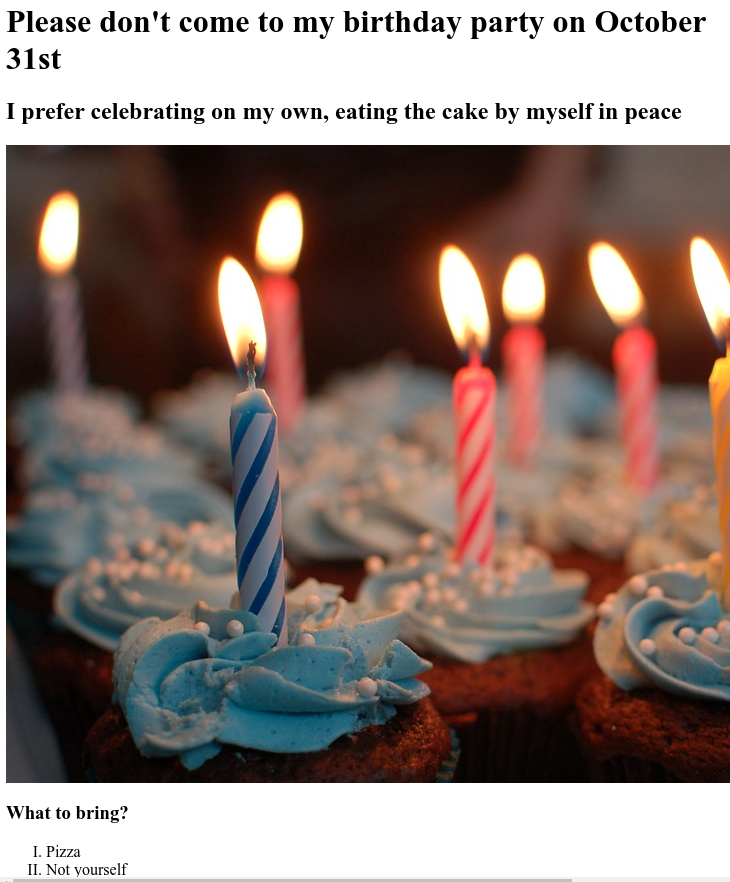 Please don't come to my birthday party on October
31st
I prefer celebrating on my own, eating the cake by myself in peace
What to bring?
I. Pizza
II. Not yourself